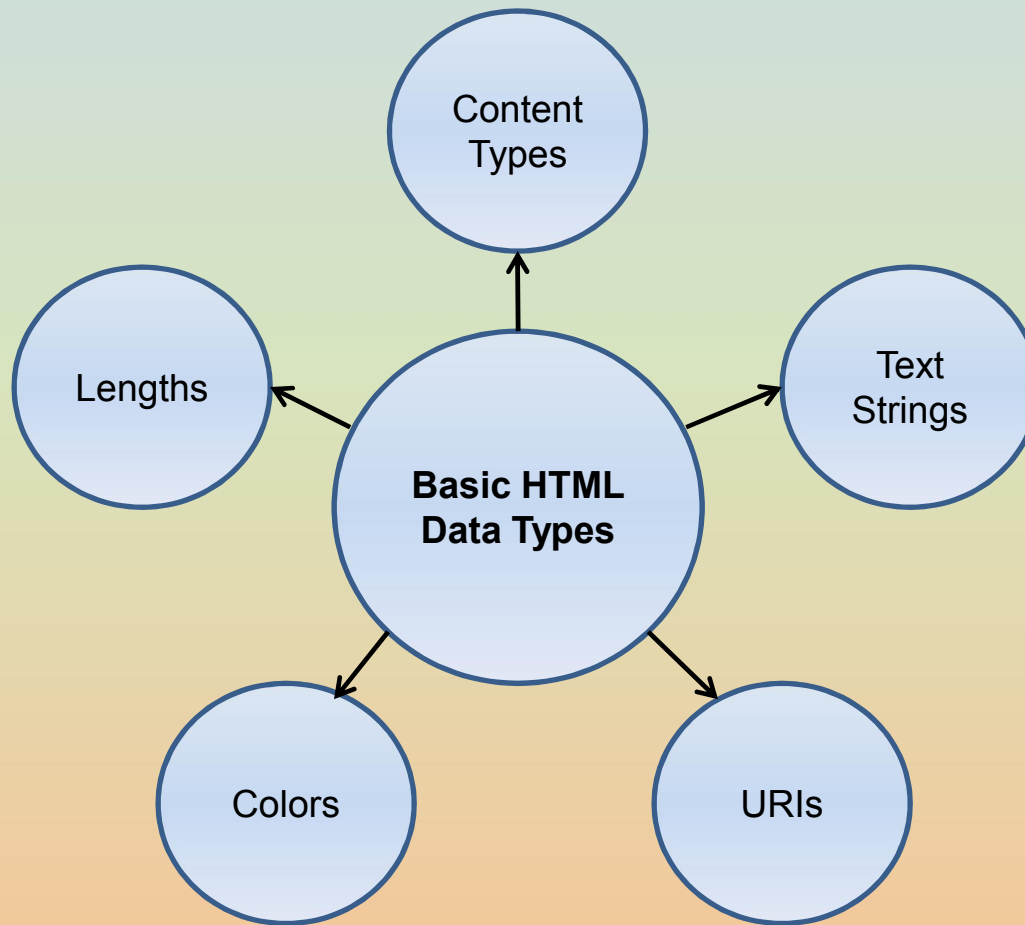 Content
Types
Lengths
Text
Strings
Basic HTML
Data Types
Colors
URIs